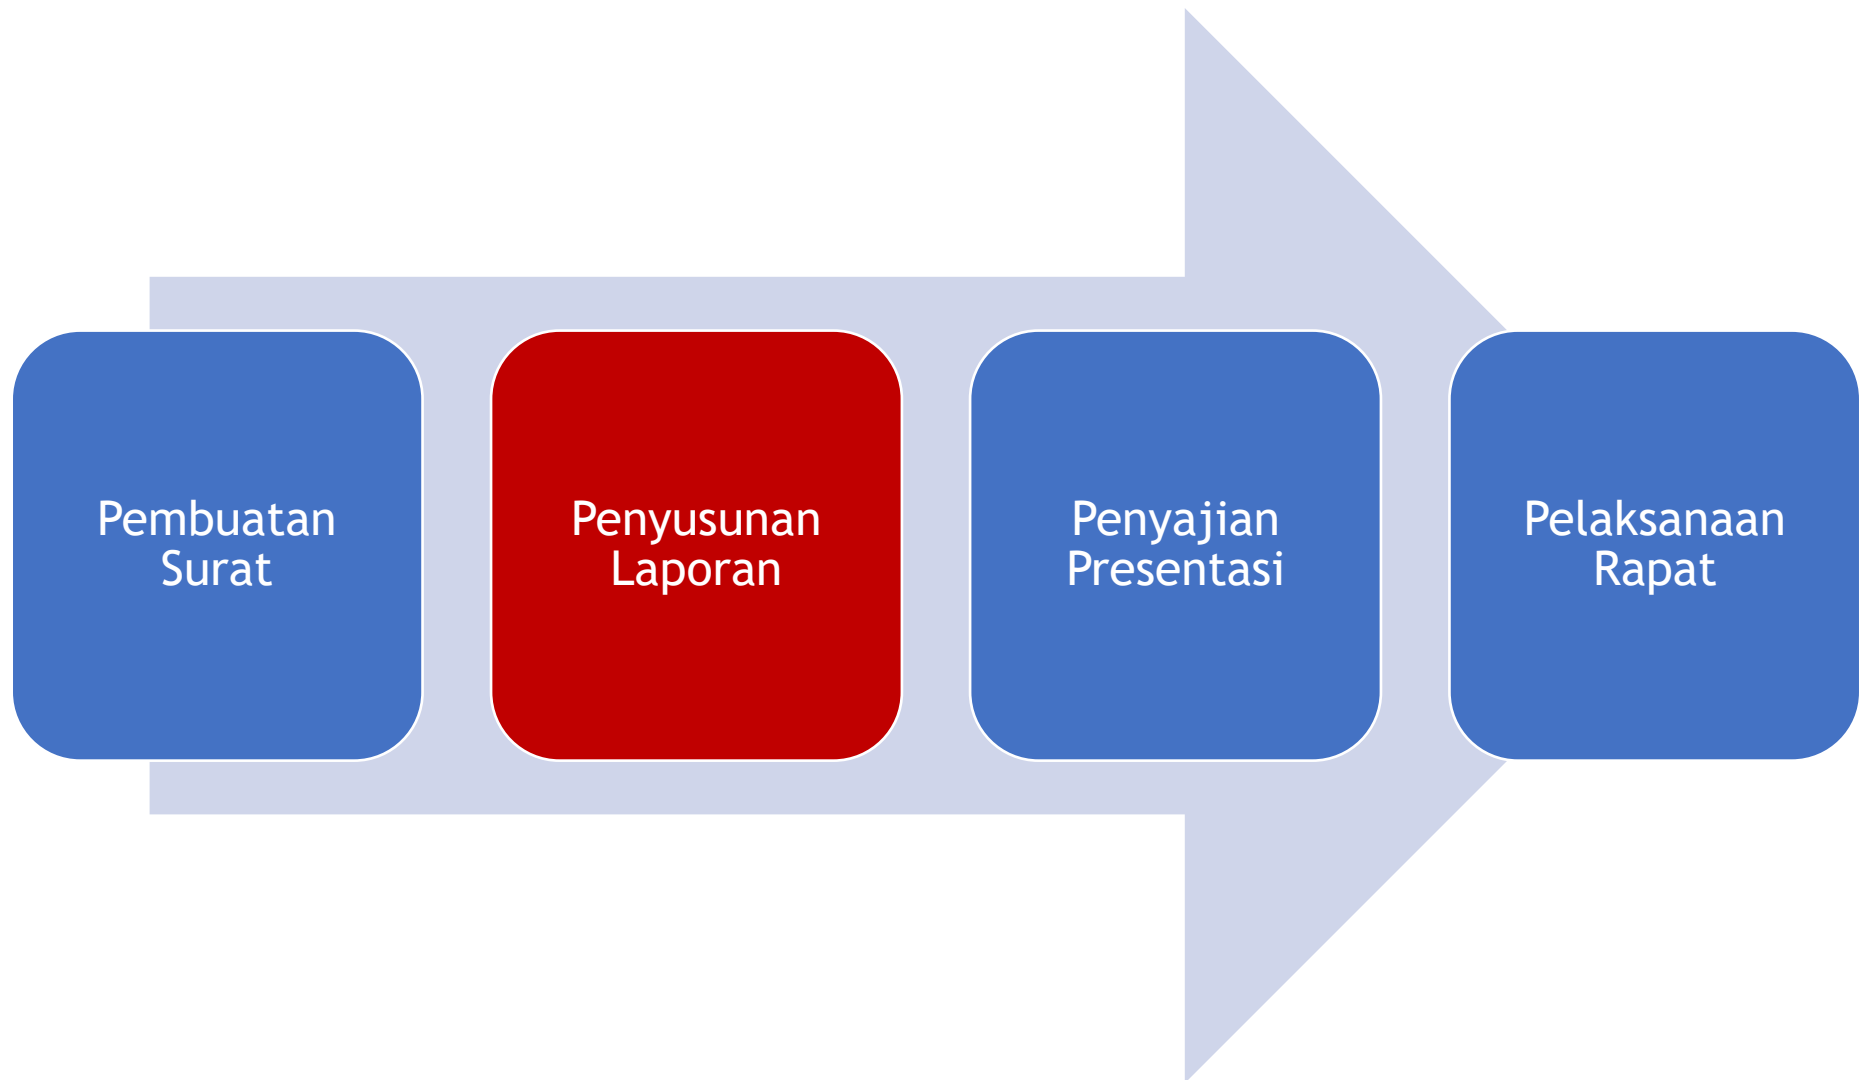 Pembuatan
Surat
Penyusunan
Laporan
Penyajian
Presentasi
Pelaksanaan
Rapat